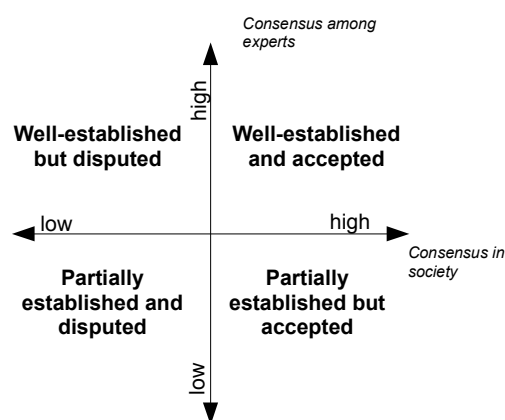 Consensus among
experts
high
Well-established
but disputed
Well-established
and accepted
low
high
Consensus in
society
Partially
established and
disputed
Partially
established but
accepted
low